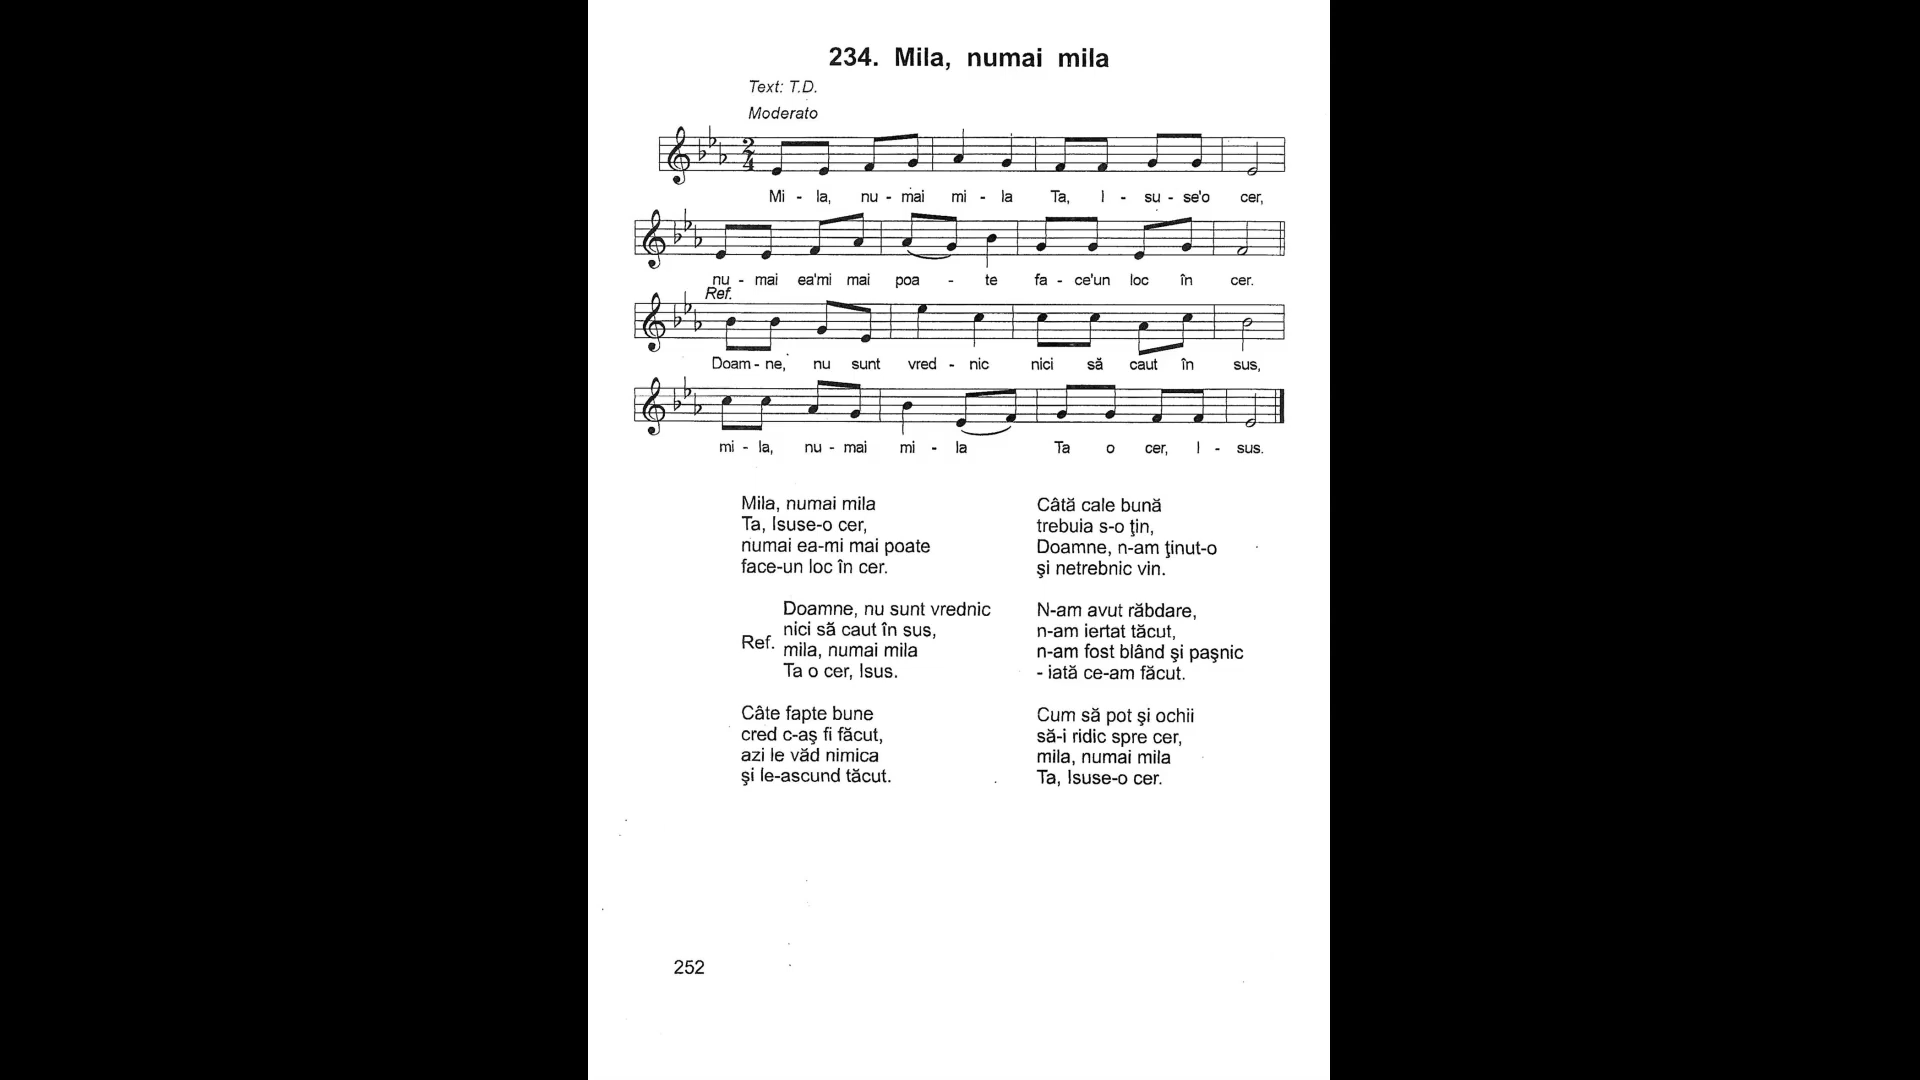 234. Mila, numai mila
Text: T.D.
Moderato
Mi - la, nu - mai mi - la Ta, I - su - se'o cer,
nu - mai ea'mi mai poa - te fa - ce'un loc în cer.
Ref.
Doam - ne, nu sunt vred - nic nici să caut în sus,
mi - la, nu - mai mi - la Ta o cer, I - sus.
Mila, numai mila
Ta, Isuse-o cer,
numai ea-mi mai poate
face-un loc în cer.
Doamne, nu sunt vrednic
nici să caut în sus,
Ref.
mila, numai mila
Ta o cer, Isus.
Câte fapte bune
cred c-aş fi făcut,
azi le văd nimica
şi le-ascund tăcut.
Câtă cale bună
trebuia s-o ţin,
Doamne, n-am ţinut-o
şi netrebnic vin.
N-am avut răbdare,
n-am iertat tăcut,
n-am fost blând şi paşnic
- iată ce-am făcut.
Cum să pot şi ochii
să-i ridic spre cer,
mila, numai mila
Ta, Isuse-o cer.
252